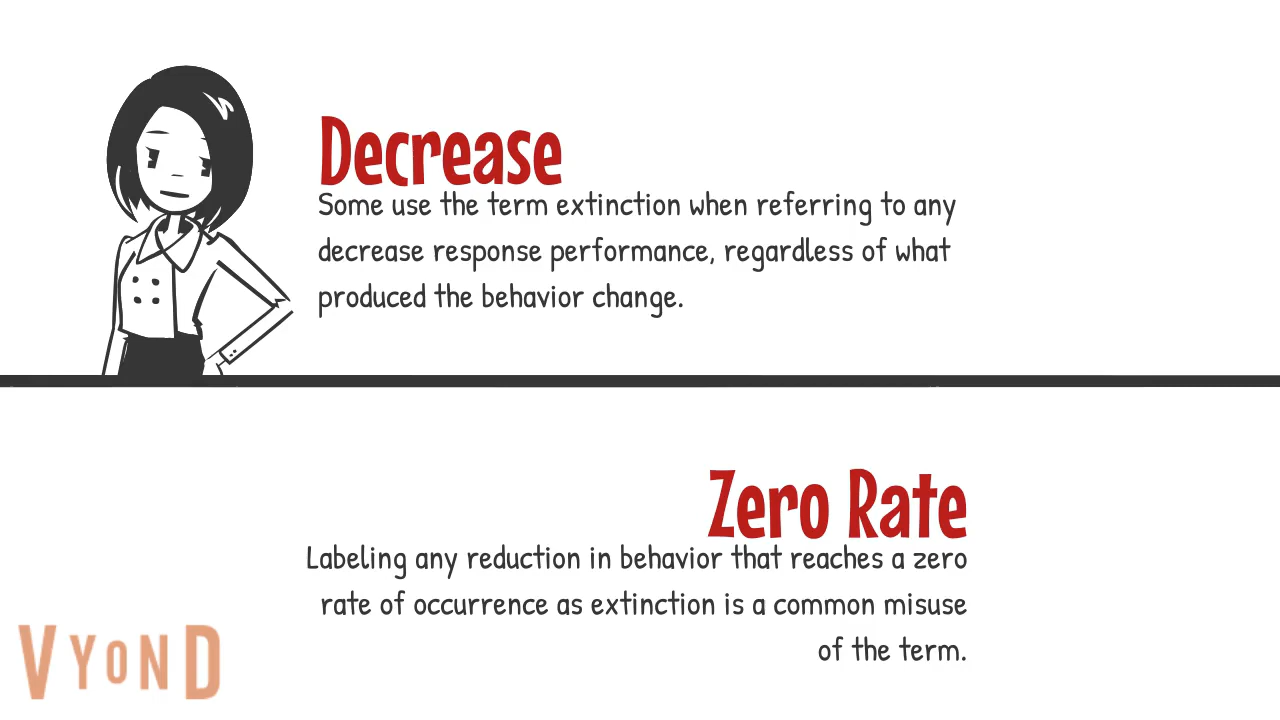 Decrease
Some use the term extinction when referring to any
decrease response performance, regardless of what
produced the behavior change.
Zero Rate
Labeling any reduction in behavior that reaches a zero
rate of occurrence as extinction is a common misuse
of the term.
VYOND